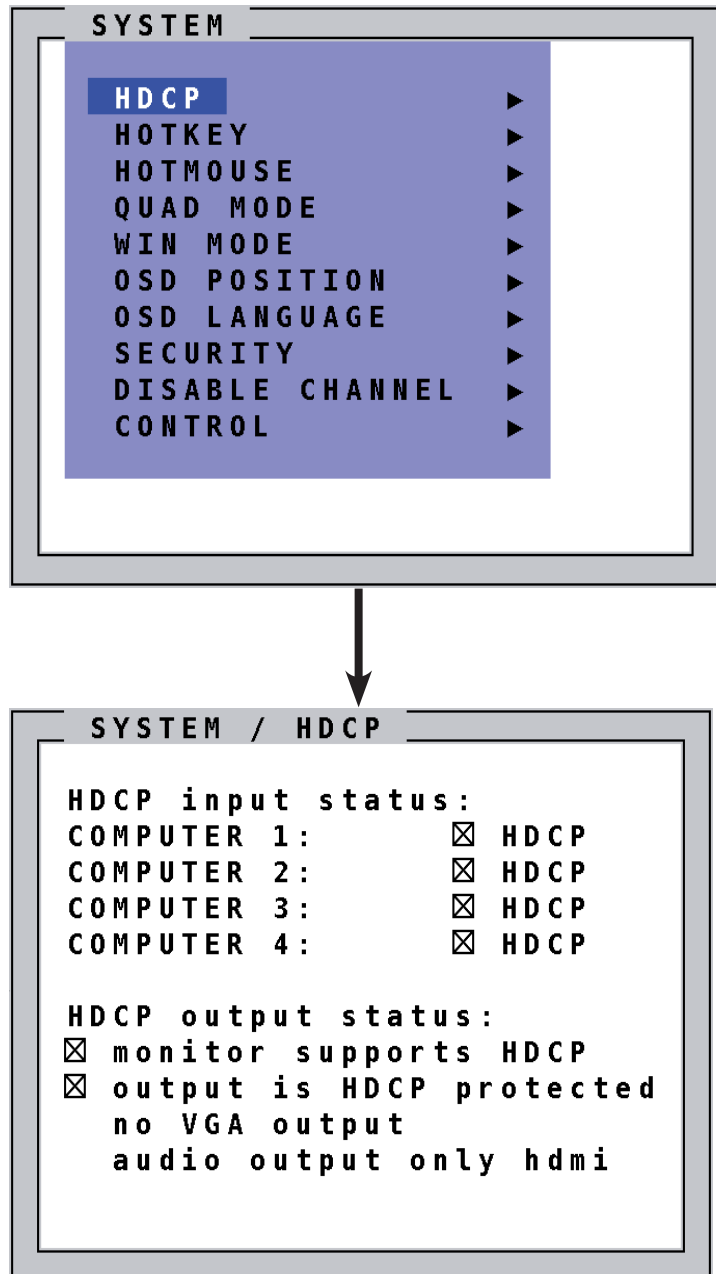 SYSTEM
HDCP ►
HOTKEY ►
HOTMOUSE ►
QUAD MODE ►
WIN MODE ►
OSD POSITION ►
OSD LANGUAGE ►
SECURITY ►
DISABLE CHANNEL ►
CONTROL ►
SYSTEM / HDCP
HDCP input status:
COMPUTER 1: ☒ HDCP
COMPUTER 2: ☒ HDCP
COMPUTER 3: ☒ HDCP
COMPUTER 4: ☒ HDCP
HDCP output status:
☒ monitor supports HDCP
☒ output is HDCP protected
no VGA output
audio output only hdmi